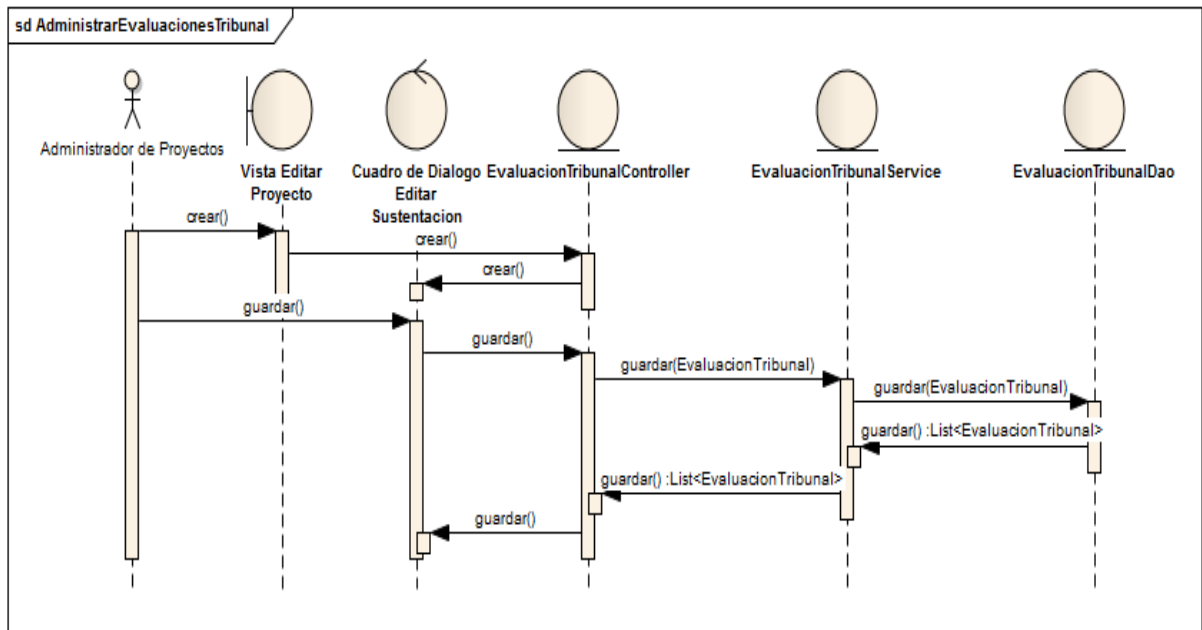 sd AdministrarEvaluacionesTribunal
Administrador de Proyectos
Vista Editar
Proyecto
Cuadro de Dialogo
Editar
Sustentacion
EvaluacionTribunalController
EvaluacionTribunalService
EvaluacionTribunalDao
crear()
crear()
crear()
guardar()
guardar()
guardar(EvaluacionTribunal)
guardar(EvaluacionTribunal)
guardar() :List<EvaluacionTribunal>
guardar() :List<EvaluacionTribunal>
guardar()